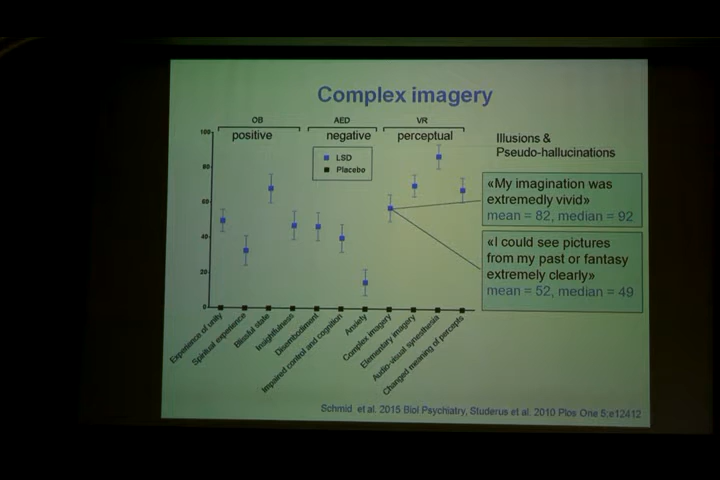 Complex imagery
OB
AED
VR
positive
negative
perceptual
100
80
60
40
20
0
LSD
Placebo
Experience of unity
Spiritual experience
Blissful state
Insightfulness
Disembodiment
Impaired control and cognition
Anxiety
Complex imagery
Elementary imagery
Audio-visual synesthesia
Changed meaning of percepts
Illusions &
Pseudo-hallucinations
«My imagination was
extremedly vivid»
mean = 82, median = 92
«I could see pictures
from my past or fantasy
extremely clearly»
mean = 52, median = 49
Schmid et al. 2015 Biol Psychiatry, Studerus et al. 2010 Plos One 5;e12412